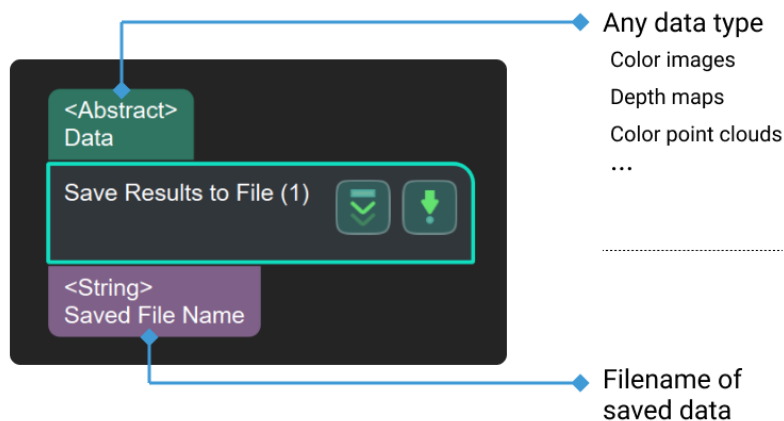 Any data type
Color images
Depth maps
Color point clouds
...
<Abstract>
Data
Save Results to File (1)
<String>
Saved File Name
Filename of
saved data